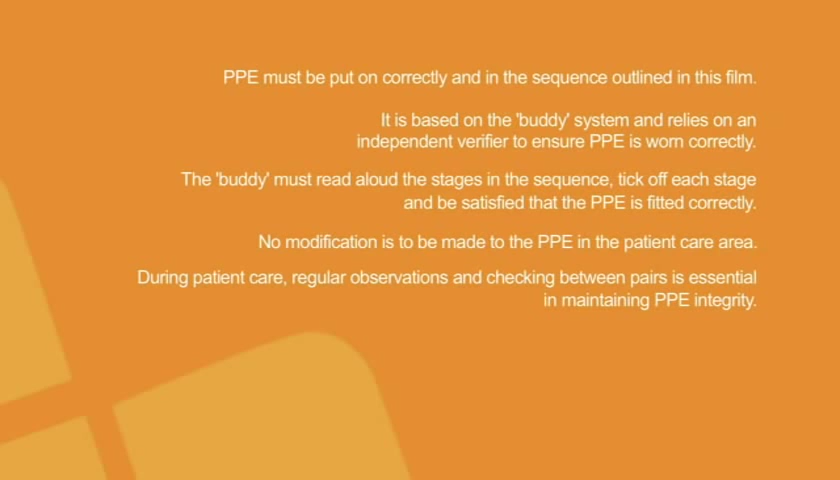 PPE must be put on correctly and in the sequence outlined in this film.
It is based on the 'buddy' system and relies on an
independent verifier to ensure PPE is worn correctly.
The 'buddy' must read aloud the stages in the sequence, tick off each stage
and be satisfied that the PPE is fitted correctly.
No modification is to be made to the PPE in the patient care area.
During patient care, regular observations and checking between pairs is essential
in maintaining PPE integrity.